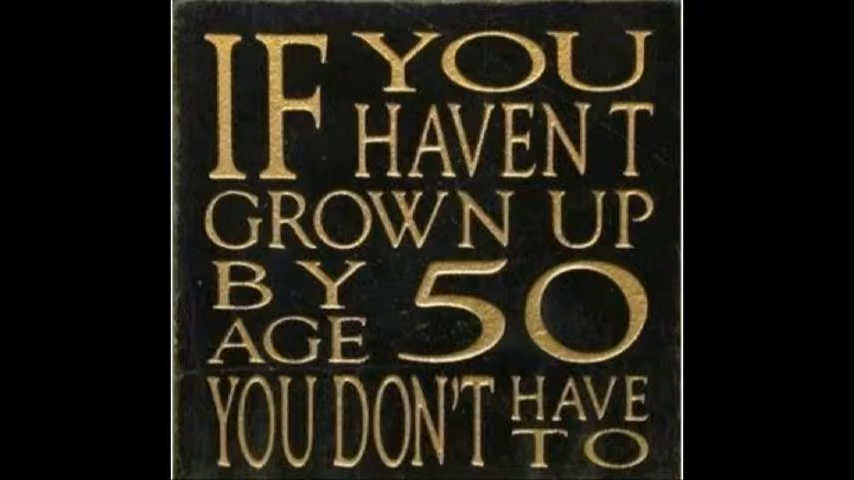 IF YOU
HAVEN T
GROWN UP
BY
AGE 50
YOU DON'T HAVE
TO